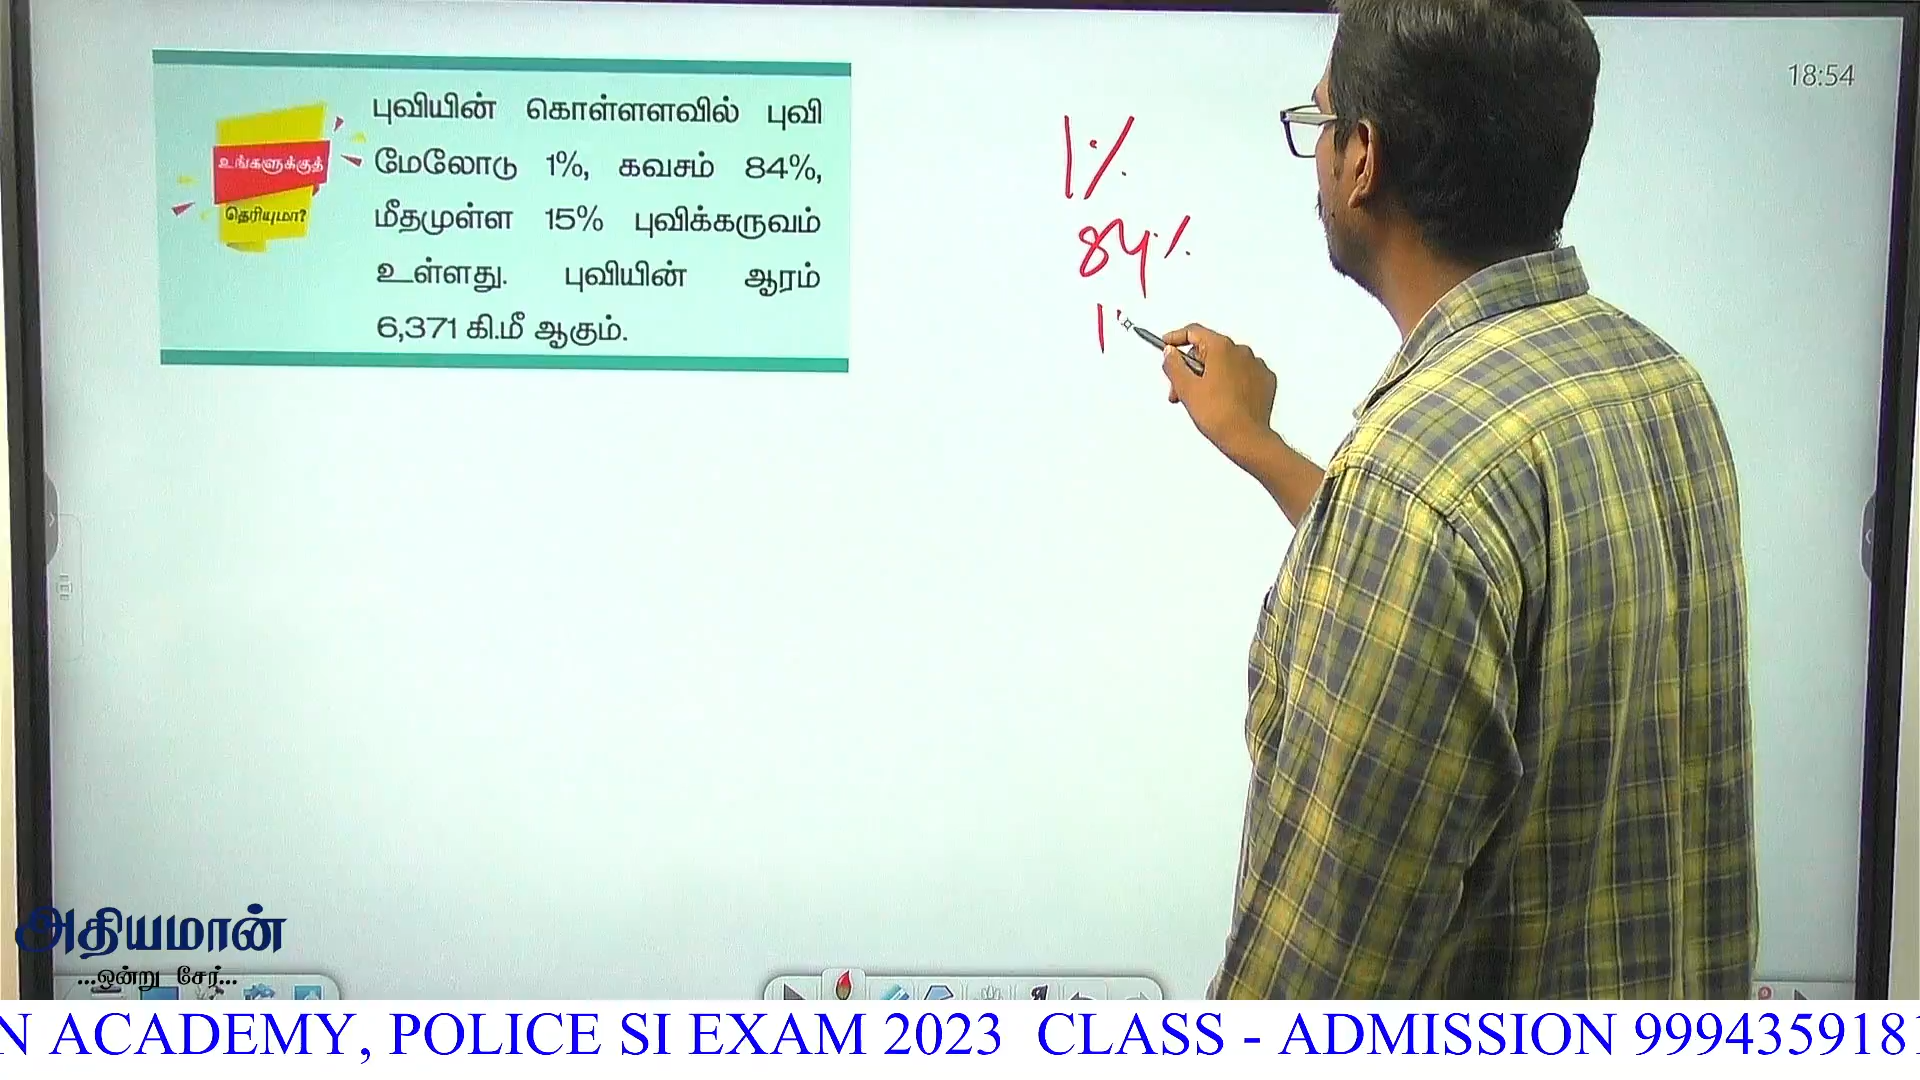 உங்களுக்குத்
தெரியுமா?
புவியின் கொள்ளளவில் புவி
மேலோடு 1%, கவசம் 84%,
மீதமுள்ள 15% புவிக்கருவம்
உள்ளது. புவியின் ஆரம்
6,371 கி.மீ ஆகும்.
1%
84%
1
18:54
அதியமான்
...ஒன்று சேர்...
N ACADEMY, POLICE SI EXAM 2023 CLASS - ADMISSION 999435918